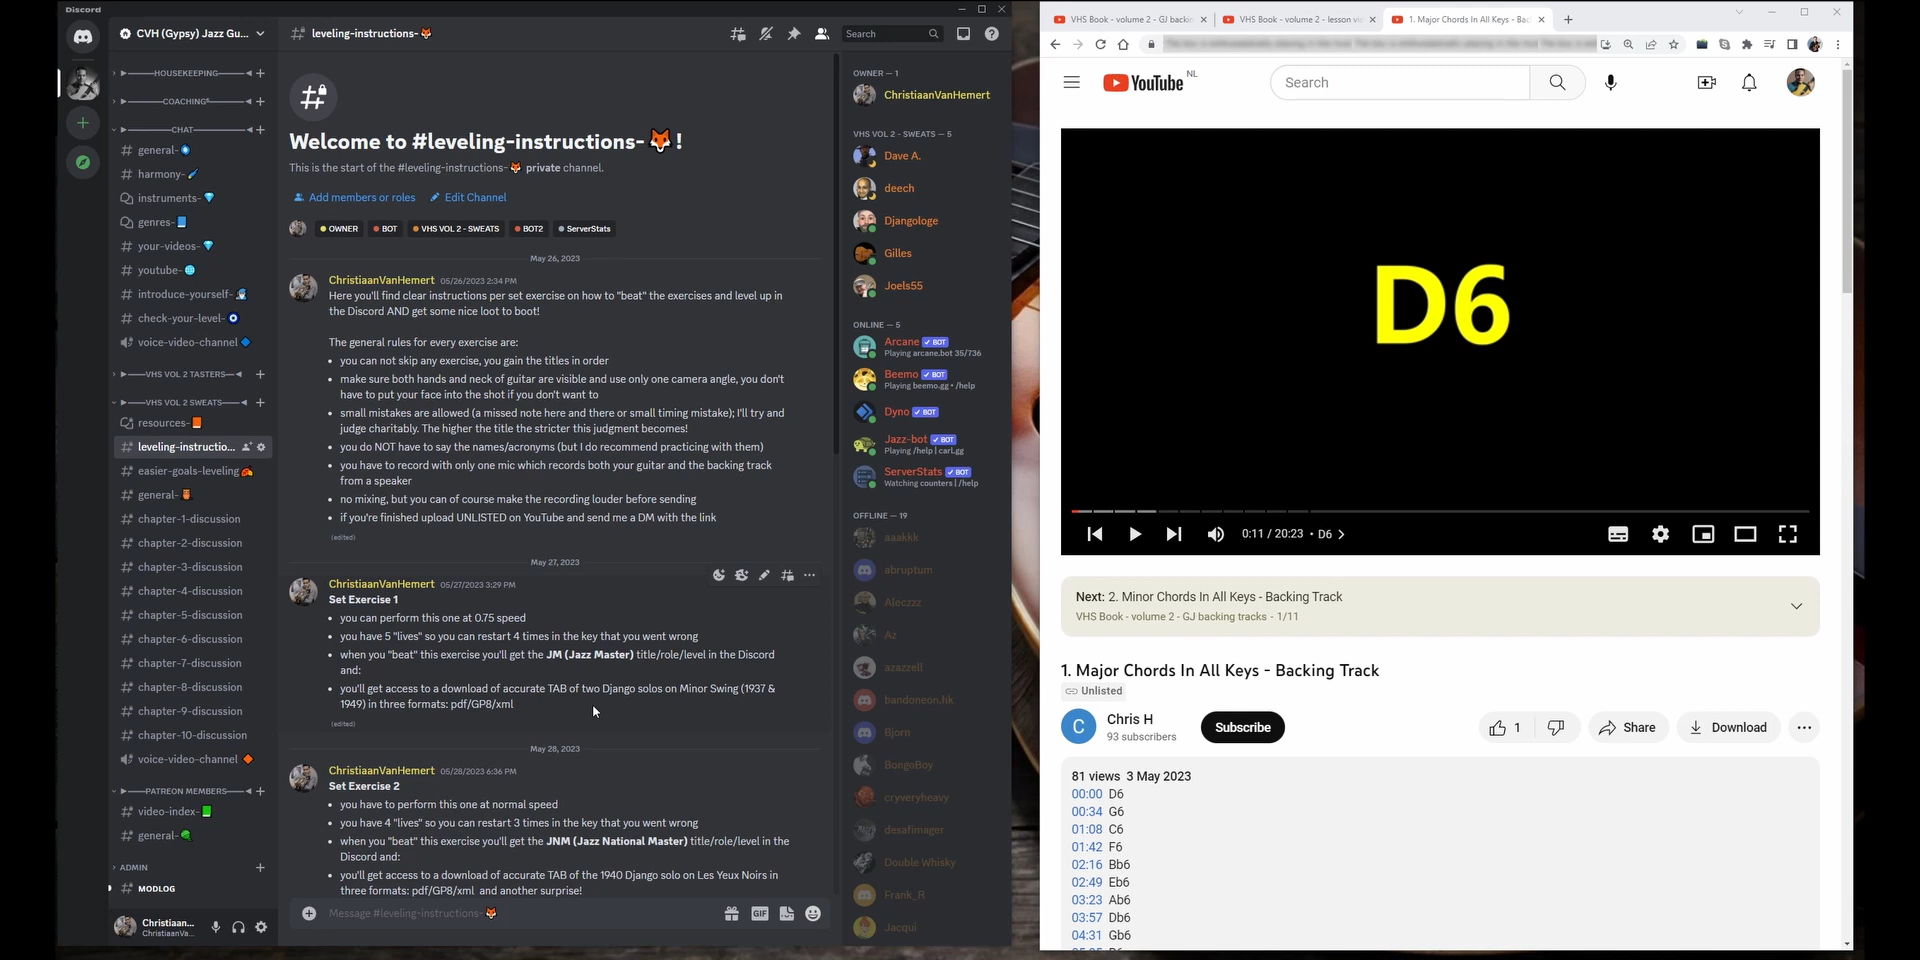 Discord
CVH (Gypsy) Jazz Gu...
HOUSEKEEPING
COACHING
CHAT
general-
harmony-
instruments-
genres-
your-videos-
youtube-
introduce-yourself-
check-your-level-
voice-video-channel
VHS VOL 2 TASTERS
VHS VOL 2 SWEATS
resources-
leveling-instructio...
easier-goals-leveling
general-
chapter-1-discussion
chapter-2-discussion
chapter-3-discussion
chapter-4-discussion
chapter-5-discussion
chapter-6-discussion
chapter-7-discussion
chapter-8-discussion
chapter-9-discussion
chapter-10-discussion
voice-video-channel
PATREON MEMBERS
video-index-
general-
ADMIN
MODLOG
Christiaan...
ChristiaanVa...
leveling-instructions-🦊
Search
Welcome to #leveling-instructions-🦊!
This is the start of the #leveling-instructions-🦊 private channel.
Add members or roles
Edit Channel
OWNER
BOT
VHS VOL 2 - SWEATS
BOT2
ServerStats
May 26, 2023
ChristiaanVanHemert 05/26/2023 2:34 PM
Here you'll find clear instructions per set exercise on how to "beat" the exercises and level up in
the Discord AND get some nice loot to boot!
The general rules for every exercise are:
• you can not skip any exercise, you gain the titles in order
• make sure both hands and neck of guitar are visible and use only one camera angle, you don't
have to put your face into the shot if you don't want to
• small mistakes are allowed (a missed note here and there or small timing mistake); I'll try and
judge charitably. The higher the title the stricter this judgment becomes!
• you do NOT have to say the names/acronyms (but I do recommend practicing with them)
• you have to record with only one mic which records both your guitar and the backing track
from a speaker
• no mixing, but you can of course make the recording louder before sending
• if you're finished upload UNLISTED on YouTube and send me a DM with the link
(edited)
May 27, 2023
ChristiaanVanHemert 05/27/2023 3:29 PM
Set Exercise 1
• you can perform this one at 0.75 speed
• you have 5 "lives" so you can restart 4 times in the key that you went wrong
• when you "beat" this exercise you'll get the JM (Jazz Master) title/role/level in the Discord
and:
• you'll get access to a download of accurate TAB of two Django solos on Minor Swing (1937 &
1949) in three formats: pdf/GP8/xml
(edited)
May 28, 2023
ChristiaanVanHemert 05/28/2023 6:36 PM
Set Exercise 2
• you have to perform this one at normal speed
• you have 4 "lives" so you can restart 3 times in the key that you went wrong
• when you "beat" this exercise you'll get the JNM (Jazz National Master) title/role/level in the
Discord and:
• you'll get access to a download of accurate TAB of the 1940 Django solo on Les Yeux Noirs in
three formats: pdf/GP8/xml and another surprise!
Message #leveling-instructions-🦊
GIF
OWNER — 1
ChristiaanVanHemert
VHS VOL 2 - SWEATS — 5
Dave A.
deech
Djangologe
Gilles
Joels55
ONLINE — 5
Arcane ✓ BOT
Playing arcane.bot 35/736
Beemo ✓ BOT
Playing beemo.gg • /help
Dyno ✓ BOT
Jazz-bot ✓ BOT
Playing /help | carl.gg
ServerStats ✓ BOT
Watching counters | /help
OFFLINE — 19
aaakkk
abruptum
Aleczzz
Az
azazzell
bandoneon.hk
Bjorn
BongoBoy
cryveryheavy
desafimager
Double Whisky
Frank_R
Jacqui
VHS Book - volume 2 - GJ backin
VHS Book - volume 2 - lesson vi
1. Major Chords In All Keys - Bac
YouTube NL
Search
D6
0:11 / 20:23 • D6
Next: 2. Minor Chords In All Keys - Backing Track
VHS Book - volume 2 - GJ backing tracks - 1/11
1. Major Chords In All Keys - Backing Track
Unlisted
C
Chris H
93 subscribers
Subscribe
1
Share
Download
81 views 3 May 2023
00:00 D6
00:34 G6
01:08 C6
01:42 F6
02:16 Bb6
02:49 Eb6
03:23 Ab6
03:57 Db6
04:31 Gb6